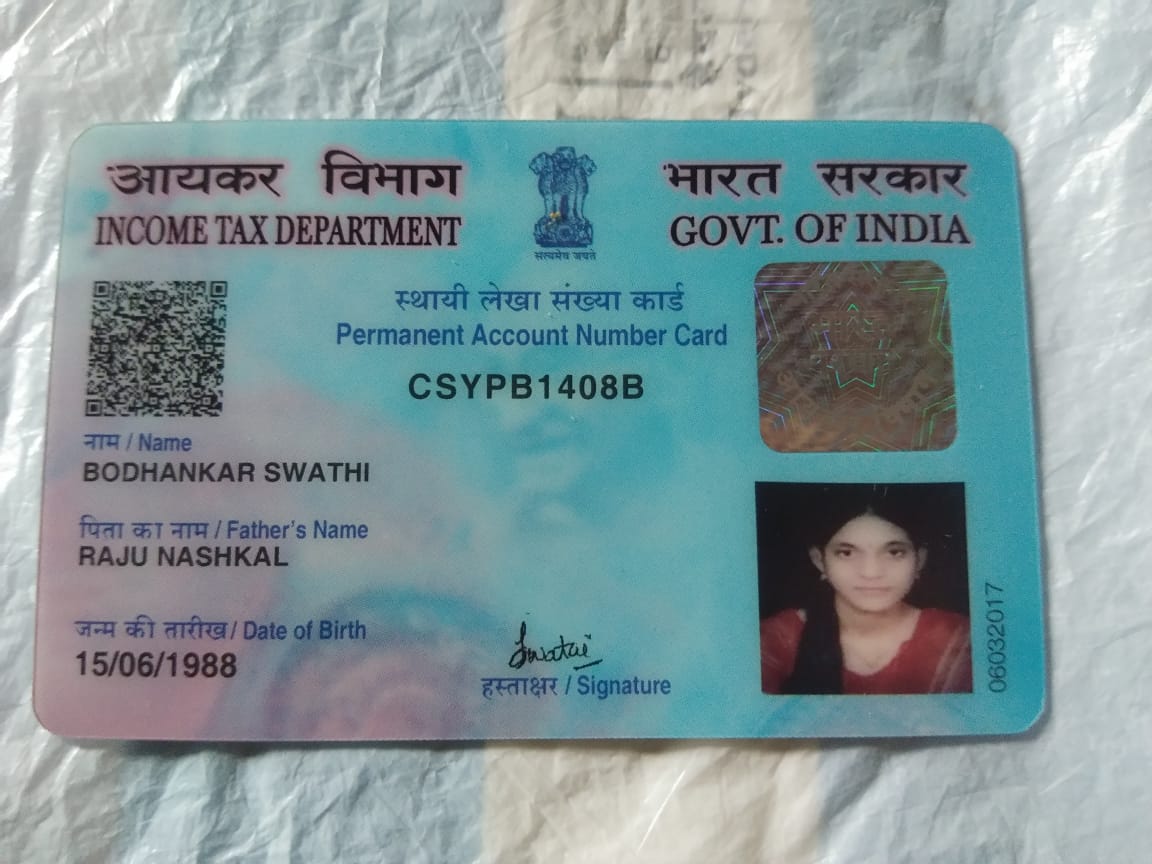 आयकर विभाग
INCOME TAX DEPARTMENT
सत्यमेव जयते
भारत सरकार
GOVT. OF INDIA
स्थायी लेखा संख्या कार्ड
Permanent Account Number Card
CSYPB1408B
नाम / Name
BODHANKAR SWATHI
पिता का नाम / Father's Name
RAJU NASHKAL
जन्म की तारीख / Date of Birth
15/06/1988
हस्ताक्षर / Signature
06032017